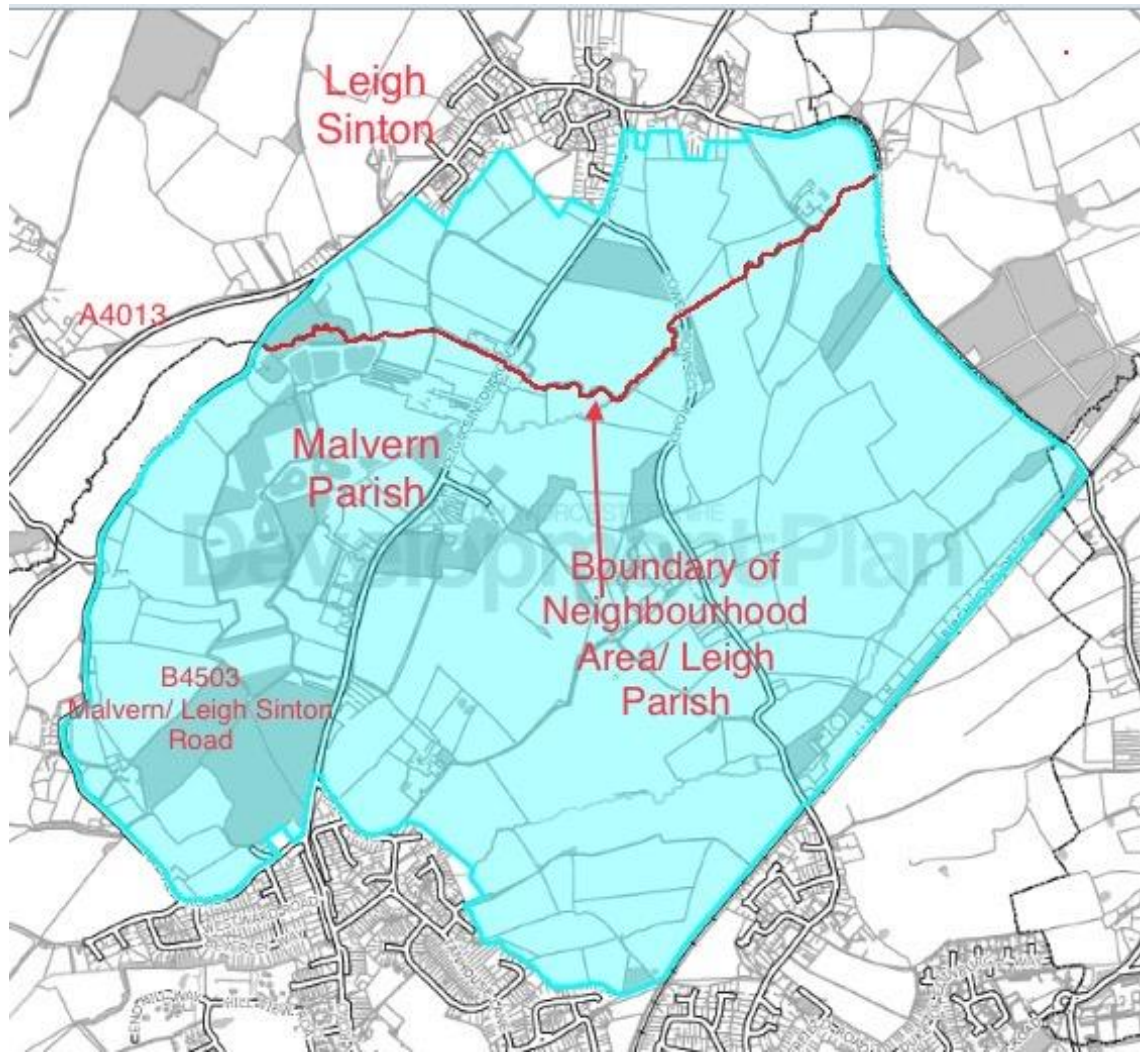 Leigh
Sinton
A4013
Malvern
Parish
Development Plan
Boundary of
Neighbourhood
Area/ Leigh
Parish
B4503
Malvern/ Leigh Sinton
Road